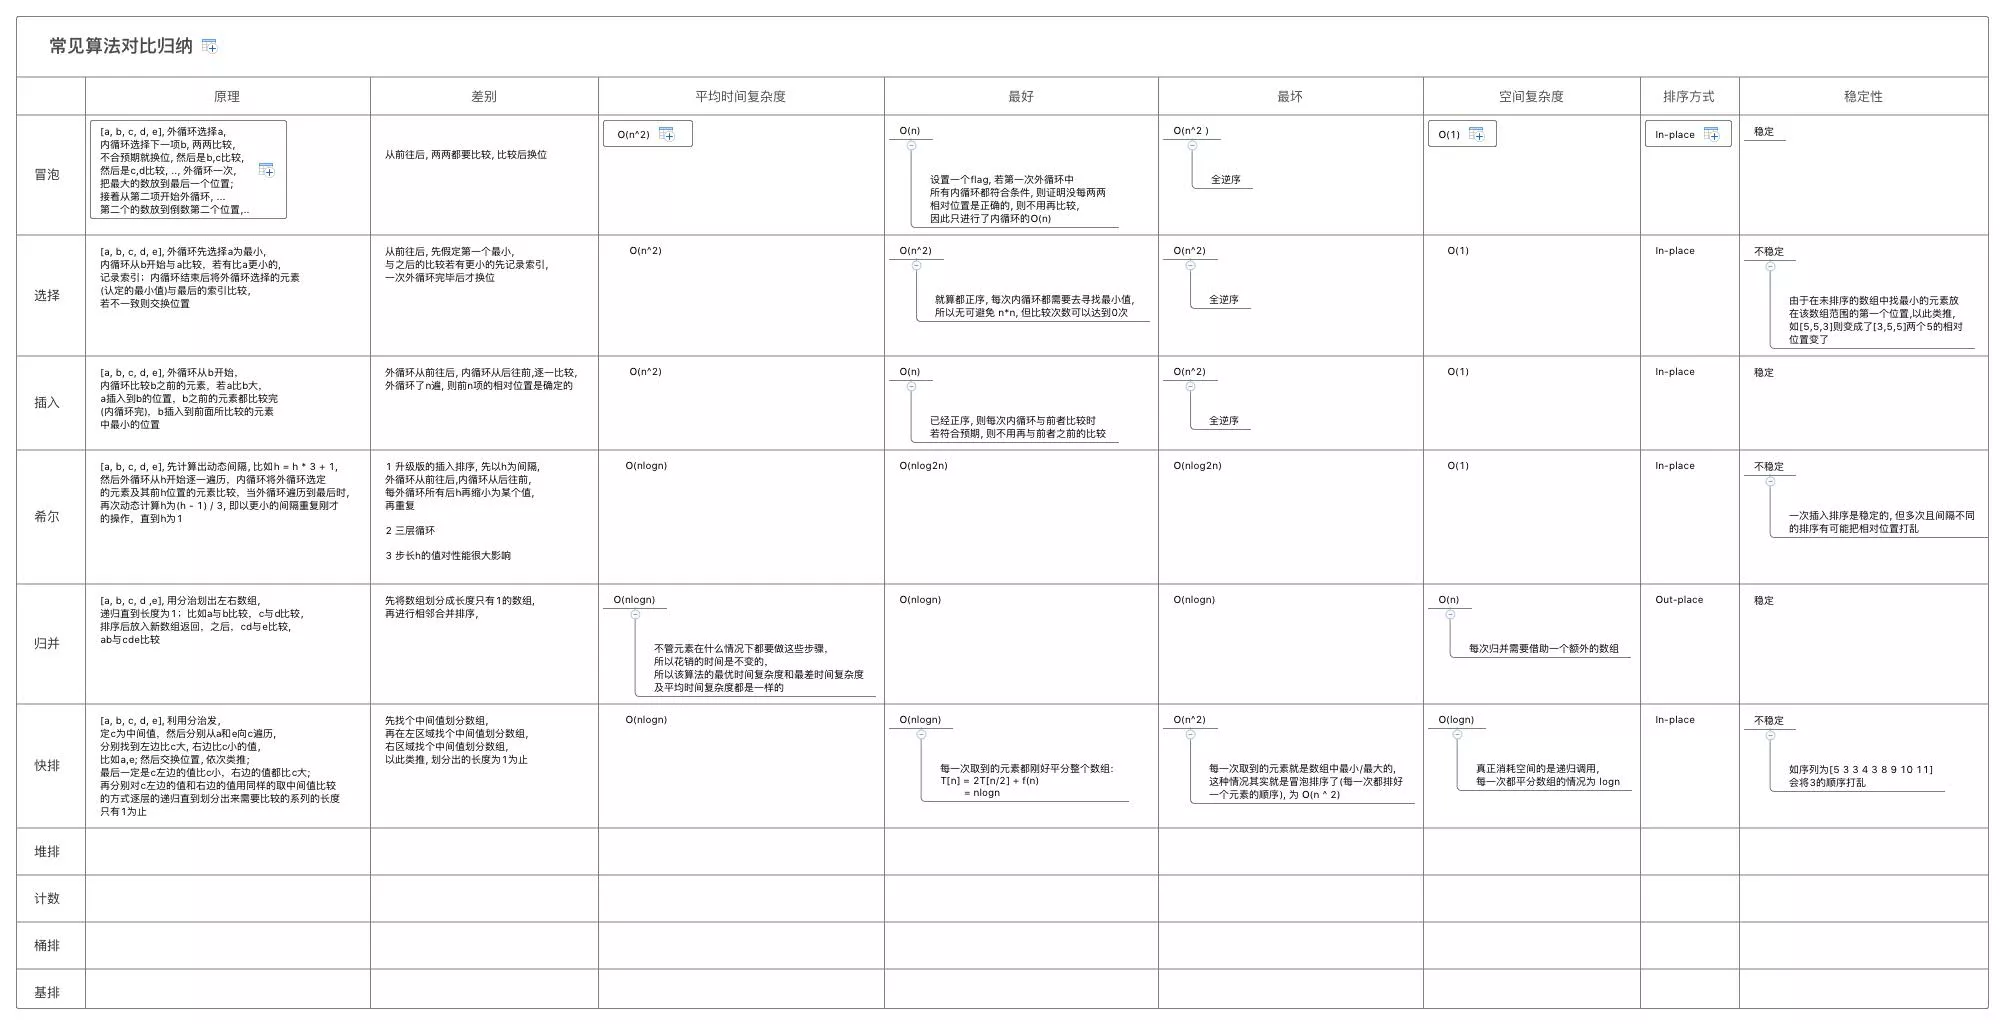 常见算法对比归纳
原理
差别
平均时间复杂度
最好
最坏
空间复杂度
排序方式
稳定性
冒泡
[a, b, c, d, e], 外循环选择a,
内循环选择下一项b, 两两比较,
不合预期就换位, 然后是b,c比较,
然后是c,d比较, .., 外循环一次,
把最大的数放到最后一个位置;
接着从第二项开始外循环, ...
第二个的数放到倒数第二个位置,..
从前往后, 两两都要比较, 比较后换位
O(n^2)
O(n)
设置一个flag, 若第一次外循环中
所有内循环都符合条件, 则证明没每两两
相对位置是正确的, 则不用再比较,
因此只进行了内循环的O(n)
O(n^2 )
全逆序
O(1)
In-place
稳定
选择
[a, b, c, d, e], 外循环先选择a为最小,
内循环从b开始与a比较，若有比a更小的,
记录索引；内循环结束后将外循环选择的元素
(认定的最小值)与最后的索引比较,
若不一致则交换位置
从前往后, 先假定第一个最小,
与之后的比较若有更小的先记录索引,
一次外循环完毕后才换位
O(n^2)
O(n^2)
就算都正序, 每次内循环都需要去寻找最小值,
所以无可避免 n*n, 但比较次数可以达到0次
O(n^2)
全逆序
O(1)
In-place
不稳定
由于在未排序的数组中找最小的元素放
在该数组范围的第一个位置,以此类推,
如[5,5,3]则变成了[3,5,5]两个5的相对
位置变了
插入
[a, b, c, d, e], 外循环从b开始,
内循环比较b之前的元素，若a比b大,
a插入到b的位置，b之前的元素都比较完
(内循环完)，b插入到前面所比较的元素
中最小的位置
外循环从前往后, 内循环从后往前,逐一比较,
外循环了n遍, 则前n项的相对位置是确定的
O(n^2)
O(n)
已经正序, 则每次内循环与前者比较时
若符合预期, 则不用再与前者之前的比较
O(n^2)
全逆序
O(1)
In-place
稳定
希尔
[a, b, c, d, e], 先计算出动态间隔, 比如h = h * 3 + 1,
然后外循环从h开始逐一遍历，内循环将外循环选定
的元素及其前h位置的元素比较，当外循环遍历到最后时,
再次动态计算h为(h - 1) / 3, 即以更小的间隔重复刚才
的操作，直到h为1
1 升级版的插入排序, 先以h为间隔,
外循环从前往后,内循环从后往前,
每外循环所有后h再缩小为某个值,
再重复
2 三层循环
3 步长h的值对性能很大影响
O(nlogn)
O(nlog2n)
O(nlog2n)
O(1)
In-place
不稳定
一次插入排序是稳定的, 但多次且间隔不同
的排序有可能把相对位置打乱
归并
[a, b, c, d ,e], 用分治划出左右数组,
递归直到长度为1；比如a与b比较，c与d比较,
排序后放入新数组返回，之后，cd与e比较,
ab与cde比较
先将数组划分成长度只有1的数组,
再进行相邻合并排序,
O(nlogn)
不管元素在什么情况下都要做这些步骤,
所以花销的时间是不变的,
所以该算法的最优时间复杂度和最差时间复杂度
及平均时间复杂度都是一样的
O(nlogn)
O(nlogn)
O(n)
每次归并需要借助一个额外的数组
Out-place
稳定
快排
[a, b, c, d, e], 利用分治发,
定c为中间值，然后分别从a和e向c遍历,
分别找到左边比c大, 右边比c小的值,
比如a,e; 然后交换位置, 依次类推;
最后一定是c左边的值比c小，右边的值都比c大;
再分别对c左边的值和右边的值用同样的取中间值比较
的方式逐层的递归直到划分出来需要比较的系列的长度
只有1为止
先找个中间值划分数组,
再在左区域找个中间值划分数组,
右区域找个中间值划分数组,
以此类推, 划分出的长度为1为止
O(nlogn)
O(nlogn)
每一次取到的元素都刚好平分整个数组:
T[n] = 2T[n/2] + f(n)
= nlogn
O(n^2)
每一次取到的元素就是数组中最小/最大的,
这种情况其实就是冒泡排序了(每一次都排好
一个元素的顺序), 为 O(n ^ 2)
O(logn)
真正消耗空间的是递归调用,
每一次都平分数组的情况为 logn
In-place
不稳定
如序列为[5 3 3 4 3 8 9 10 11]
会将3的顺序打乱
堆排
计数
桶排
基排